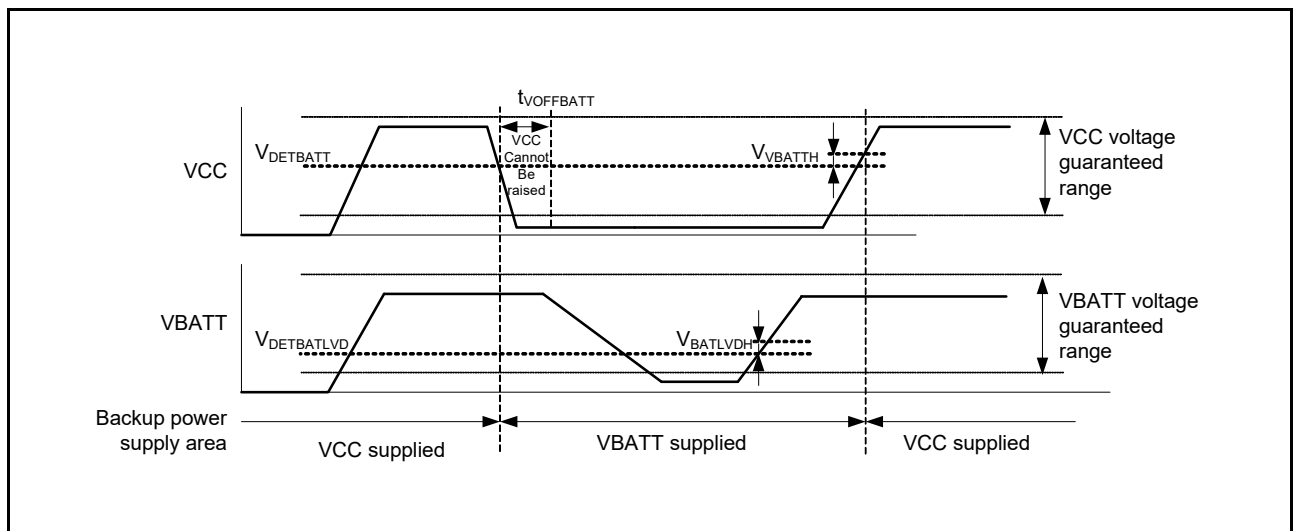 tVOFFBATT
VCC
VDETBATT
VCC
Cannot
Be
raised
VVBATTH
VCC voltage
guaranteed
range
VBATT
VDETBATLVD
VBATLVDH
VBATT voltage
guaranteed
range
Backup power
supply area
VCC supplied
VBATT supplied
VCC supplied